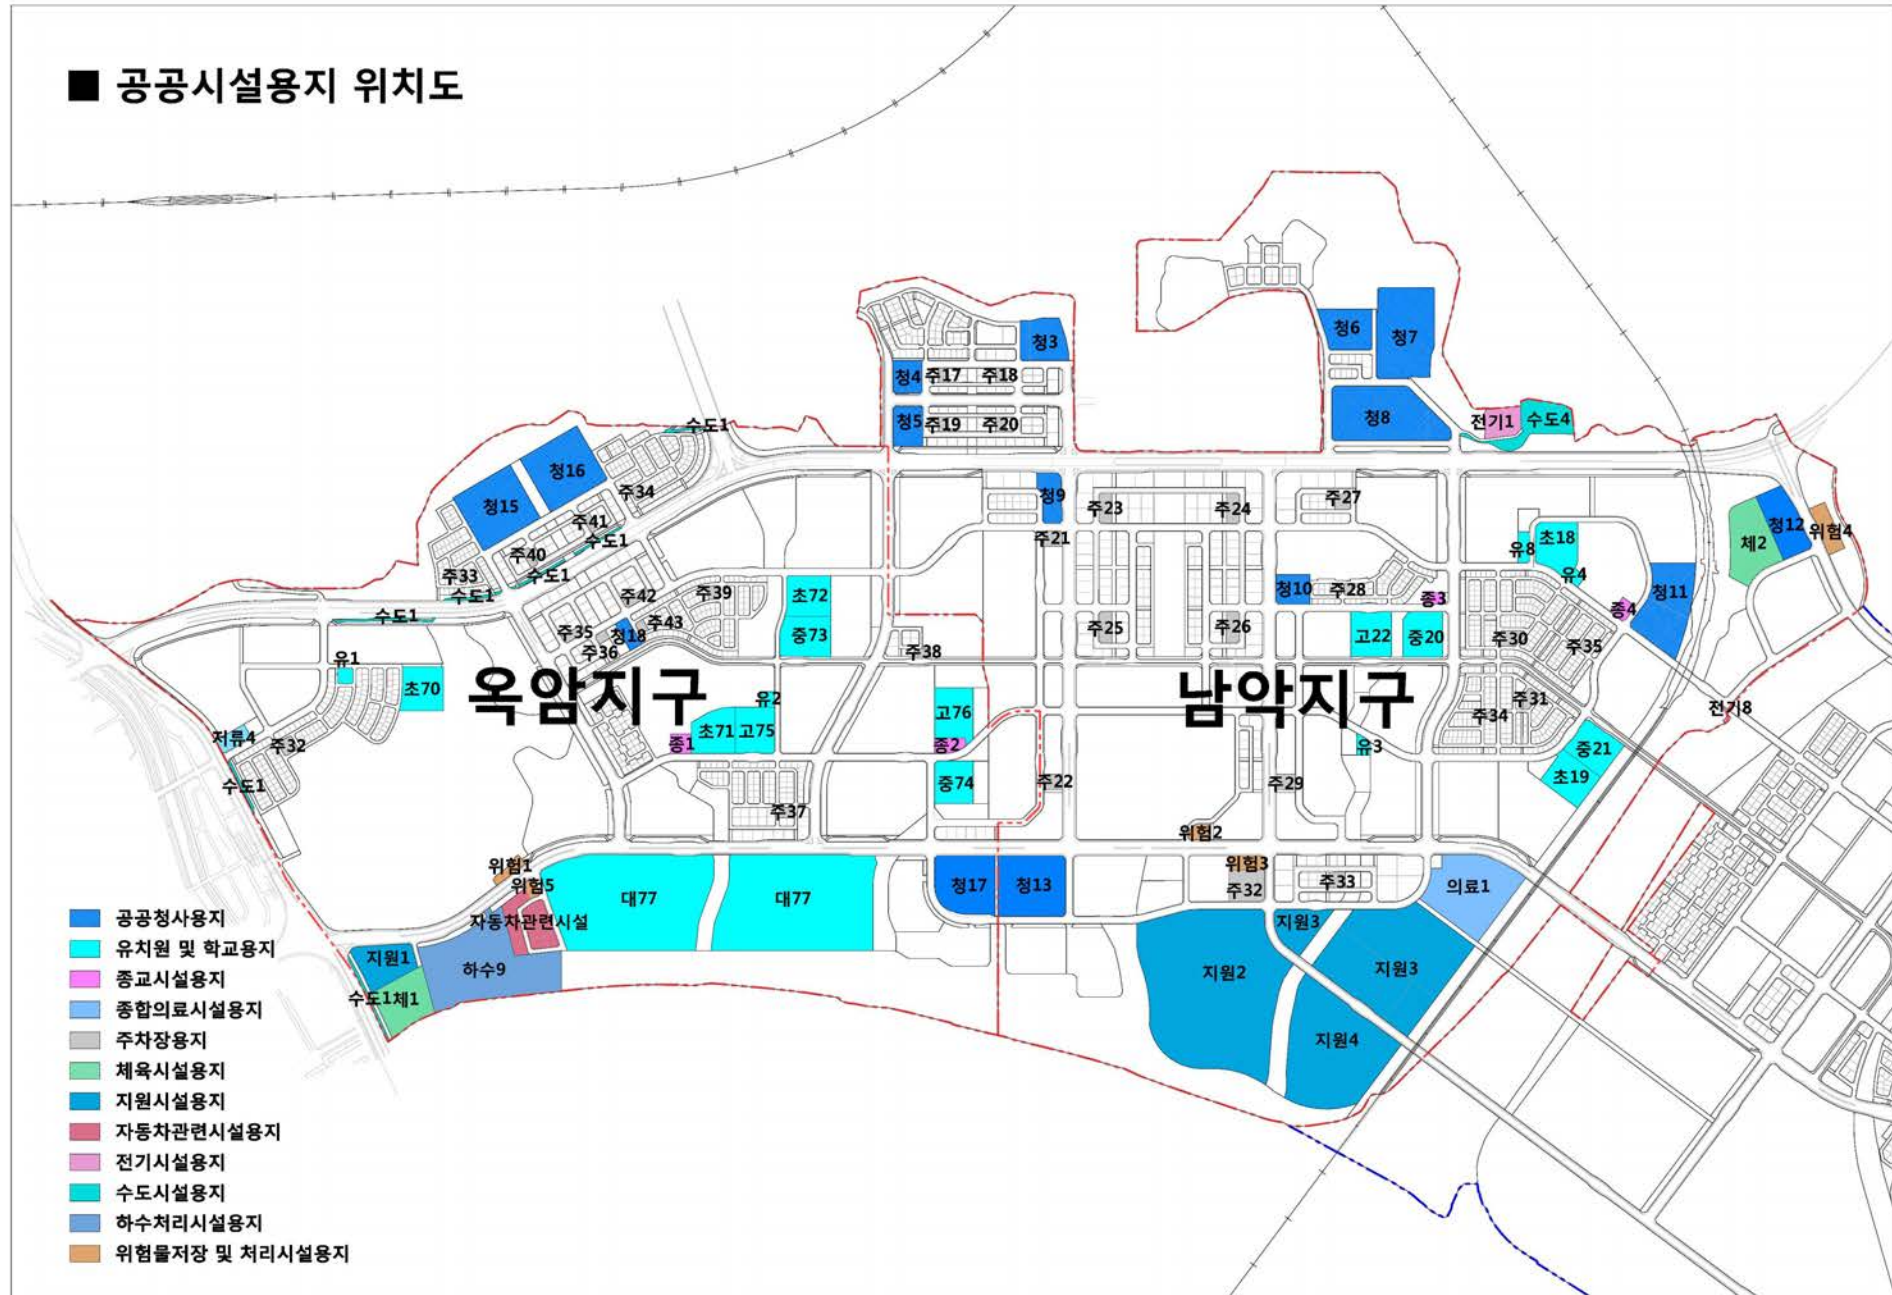 ■ 공공시설용지 위치도
청6
청7
청3
청4
주17
주18
청8
청5
주19
주20
전기1
수도4
수도1
청16
청15
주34
주41
수도1
주40
수도1
주33
수도1
수도1
청9
주23
주24
주27
주21
유8
초18
유4
체2
청12
위험4
청10
주28
종3
종4
청11
초72
중73
주39
주42
주43
주35
청18
주36
주38
주25
주26
고22
중20
주30
주35
유1
초70
옥암지구
유2
초71
고75
종1
고76
종2
중74
남악지구
유3
주31
주34
전기8
중21
초19
저류4
주32
수도1
주37
주22
주29
위험2
위험1
위험5
자동차관련시설
대77
대77
청17
청13
위험3
주32
주33
의료1
지원1
하수9
수도1
체1
지원3
지원2
지원3
지원4
공공청사용지
유치원 및 학교용지
종교시설용지
종합의료시설용지
주차장용지
체육시설용지
지원시설용지
자동차관련시설용지
전기시설용지
수도시설용지
하수처리시설용지
위험물저장 및 처리시설용지